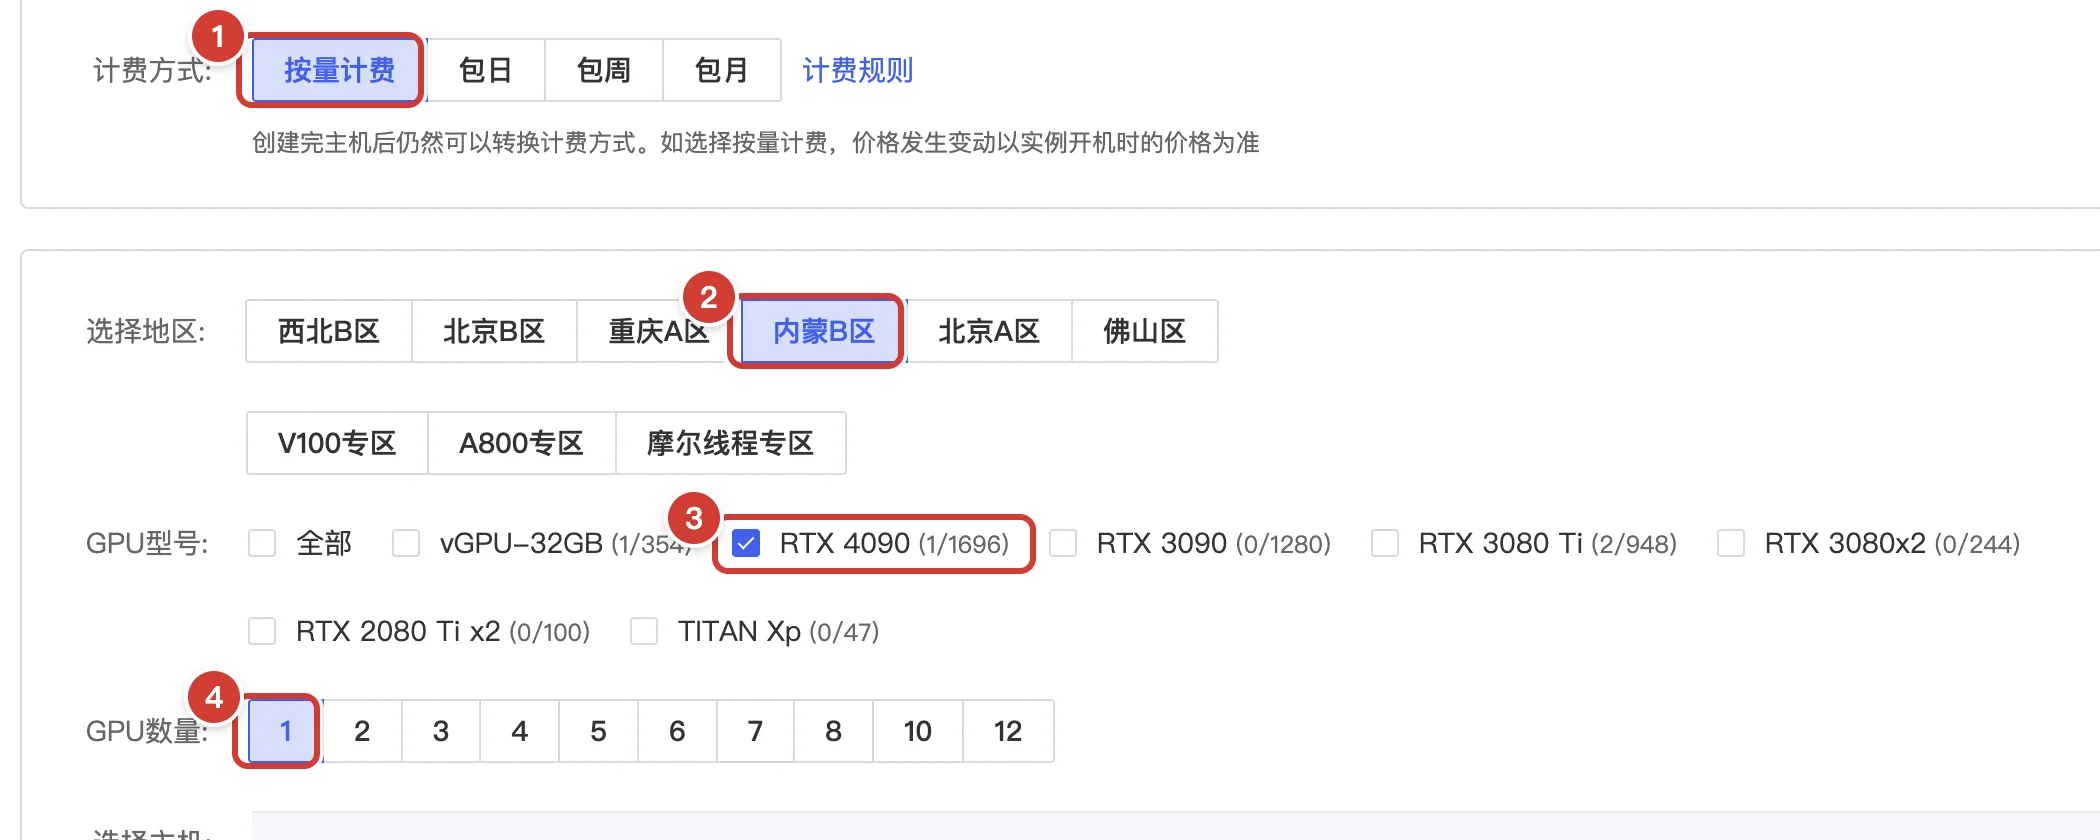 1
计费方式: 按量计费 包日 包周 包月 计费规则
创建完主机后仍然可以转换计费方式。如选择按量计费，价格发生变动以实例开机时的价格为准
2
选择地区: 西北B区 北京B区 重庆A区 内蒙B区 北京A区 佛山区
V100专区 A800专区 摩尔线程专区
3
GPU型号: 全部 vGPU-32GB (1/354) RTX 4090 (1/1696) RTX 3090 (0/1280) RTX 3080 Ti (2/948) RTX 3080x2 (0/244)
RTX 2080 Ti x2 (0/100) TITAN Xp (0/47)
4
GPU数量: 1 2 3 4 5 6 7 8 10 12
选择主机: